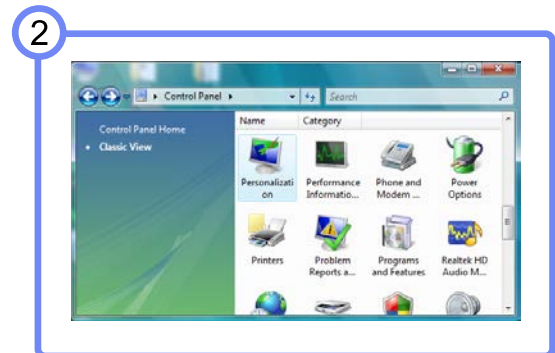 2
Control Panel
Search
Control Panel Home
Classic View
Name Category
Personalizati
on
Performance
Informatio...
Phone and
Modem ...
Power
Options
Printers
Problem
Reports a...
Programs
and Features
Realtek HD
Audio M...